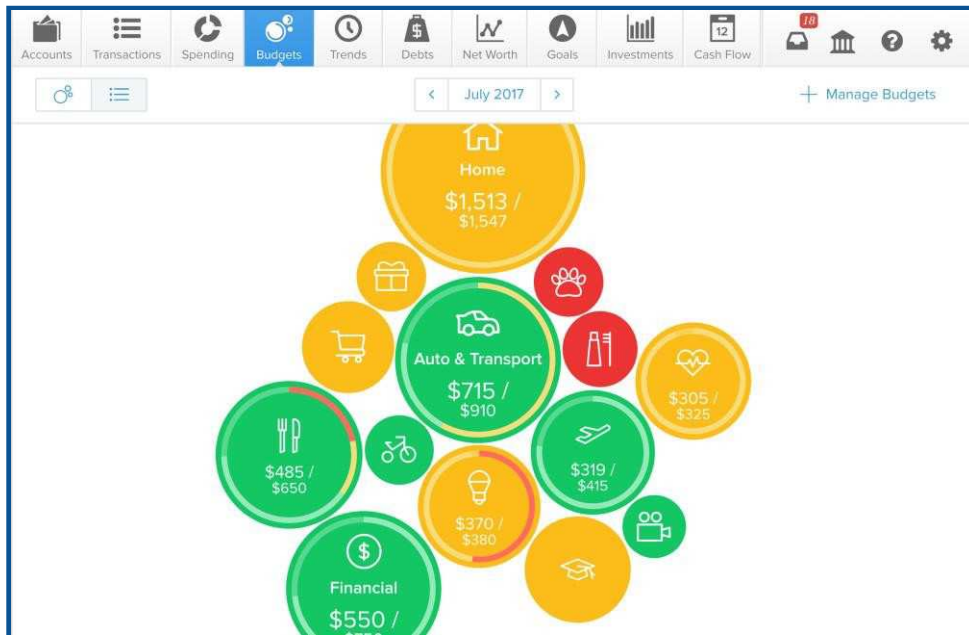 Accounts
Transactions
Spending
Budgets
Trends
Debts
Net Worth
Goals
Investments
12
Cash Flow
18
July 2017
Manage Budgets
Home
$1,513 /
$1,547
Auto & Transport
$715 /
$910
$305 /
$325
$485 /
$650
$319 /
$415
$370 /
$380
Financial
$550 /